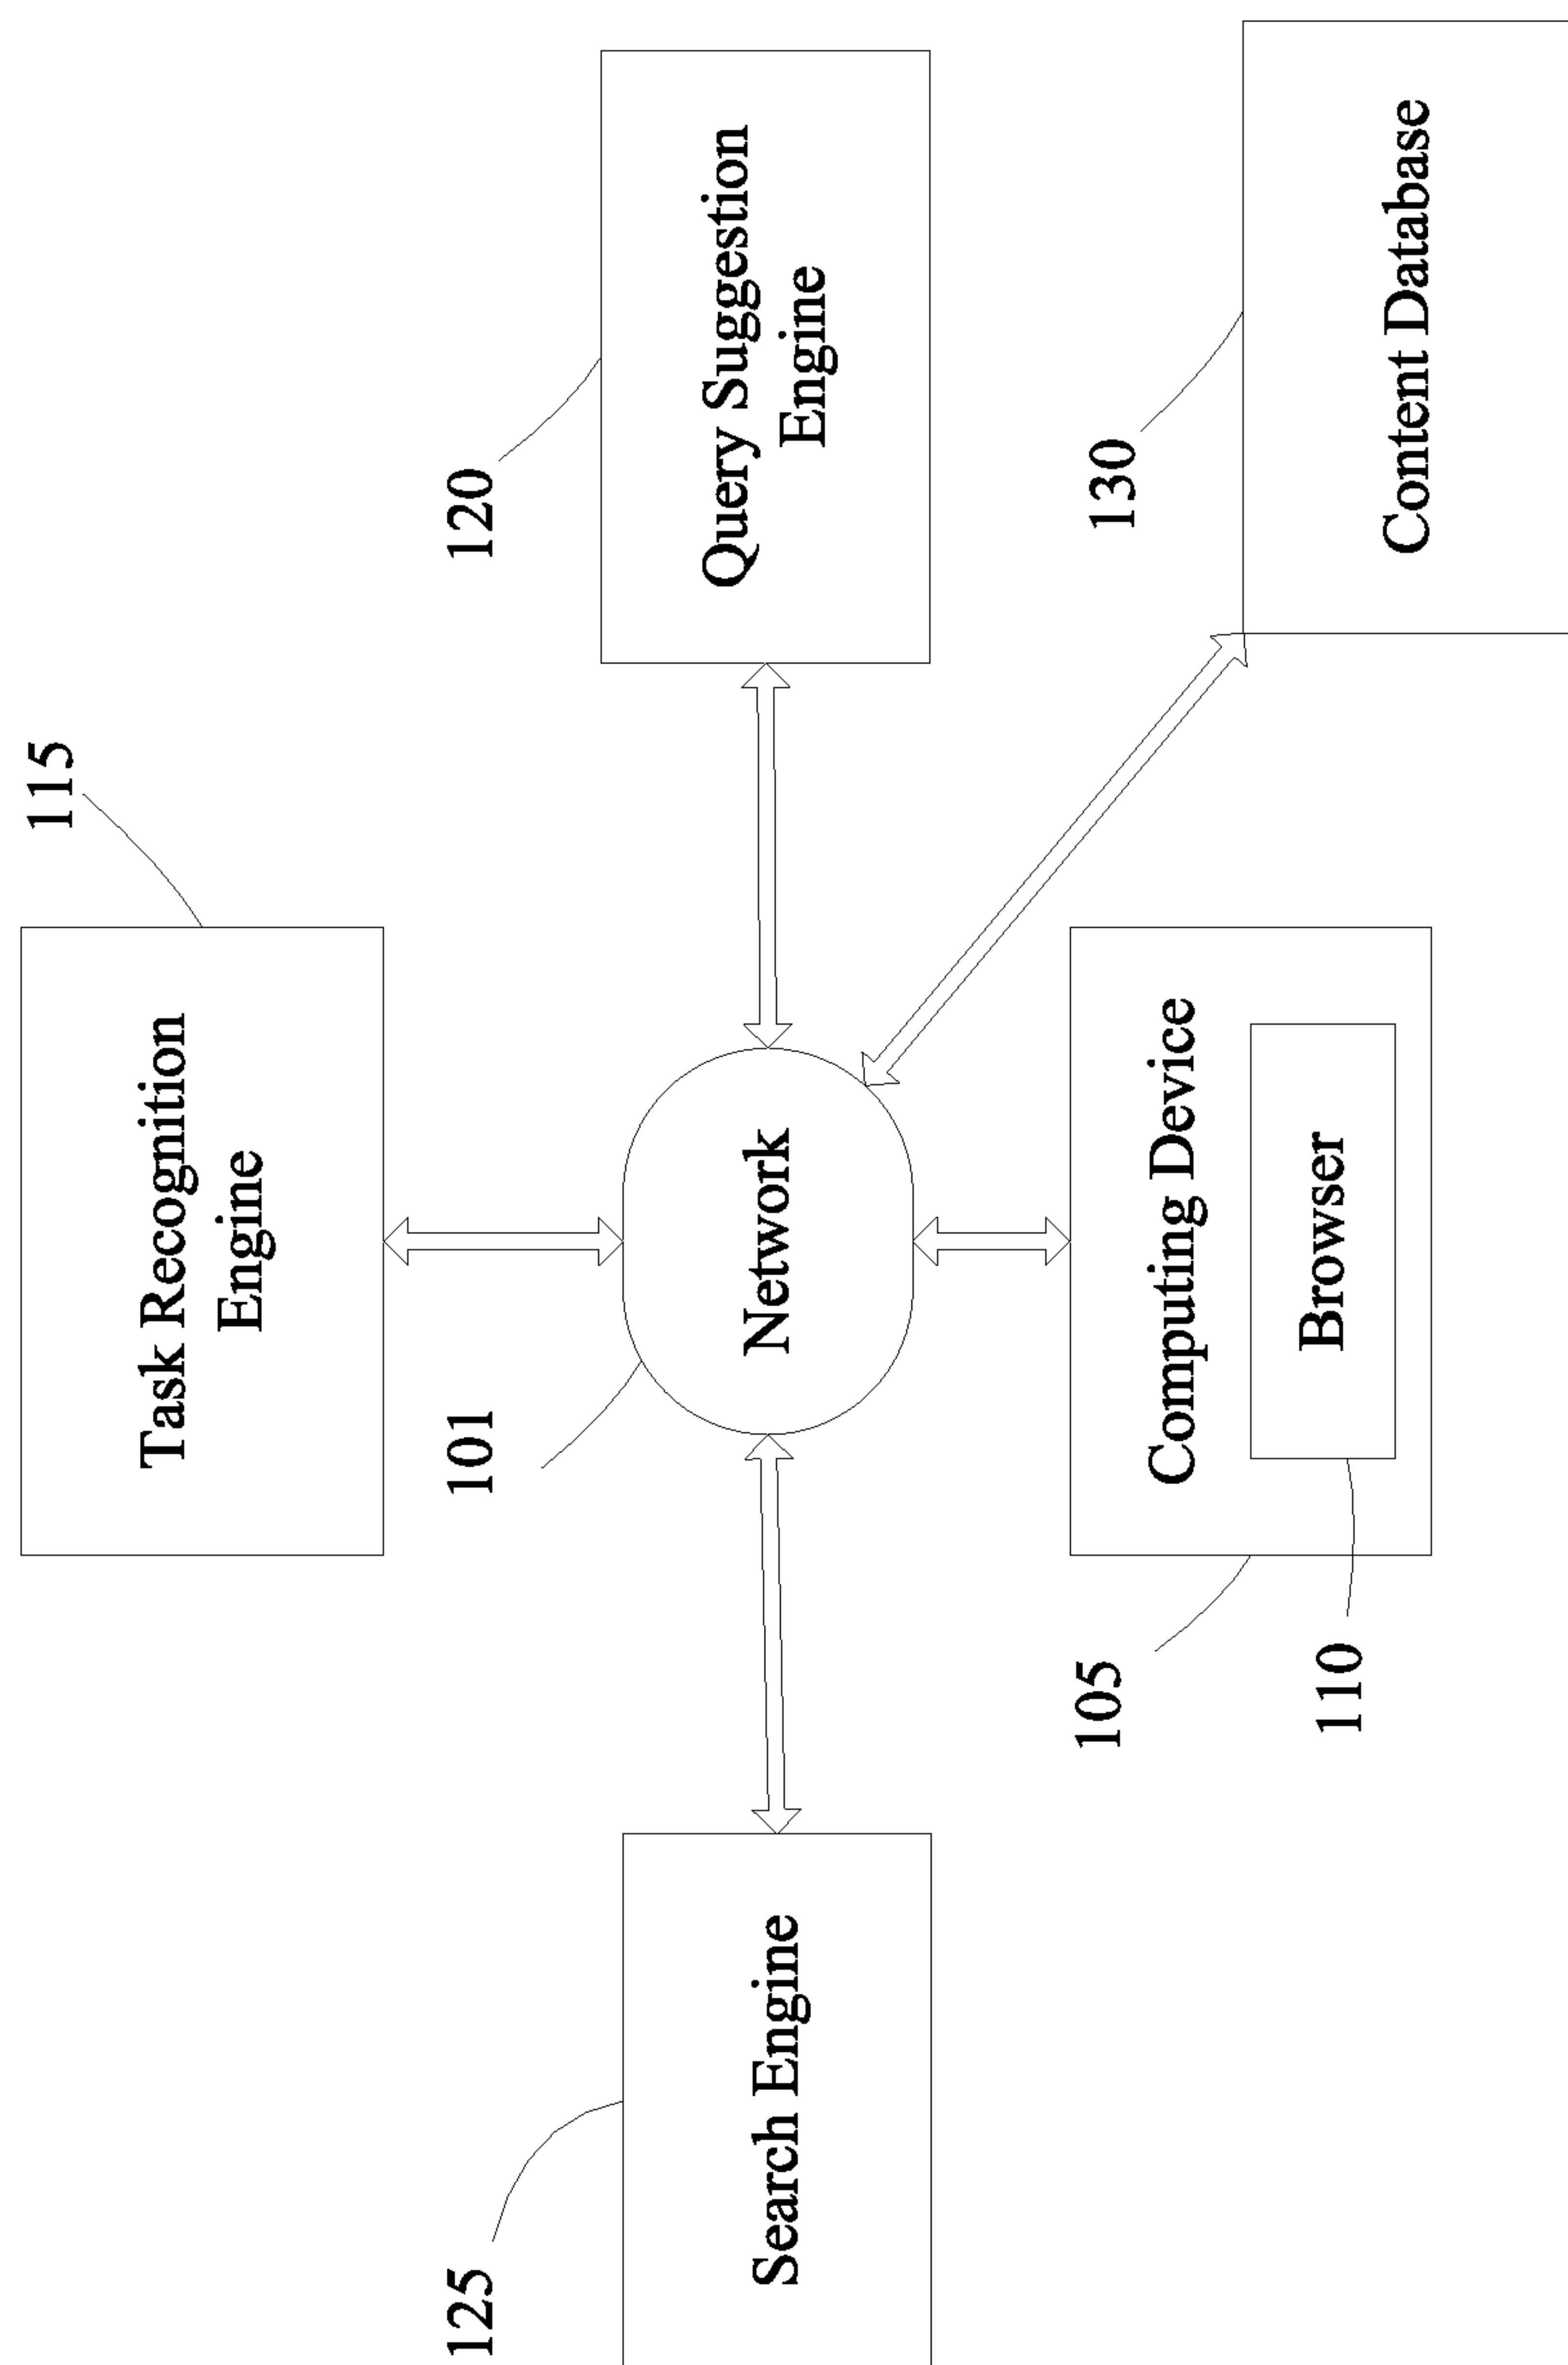 115
Task Recognition
Engine
125
101
120
Search Engine
Network
Query Suggestion
Engine
105
Computing Device
130
110
Browser
Content Database